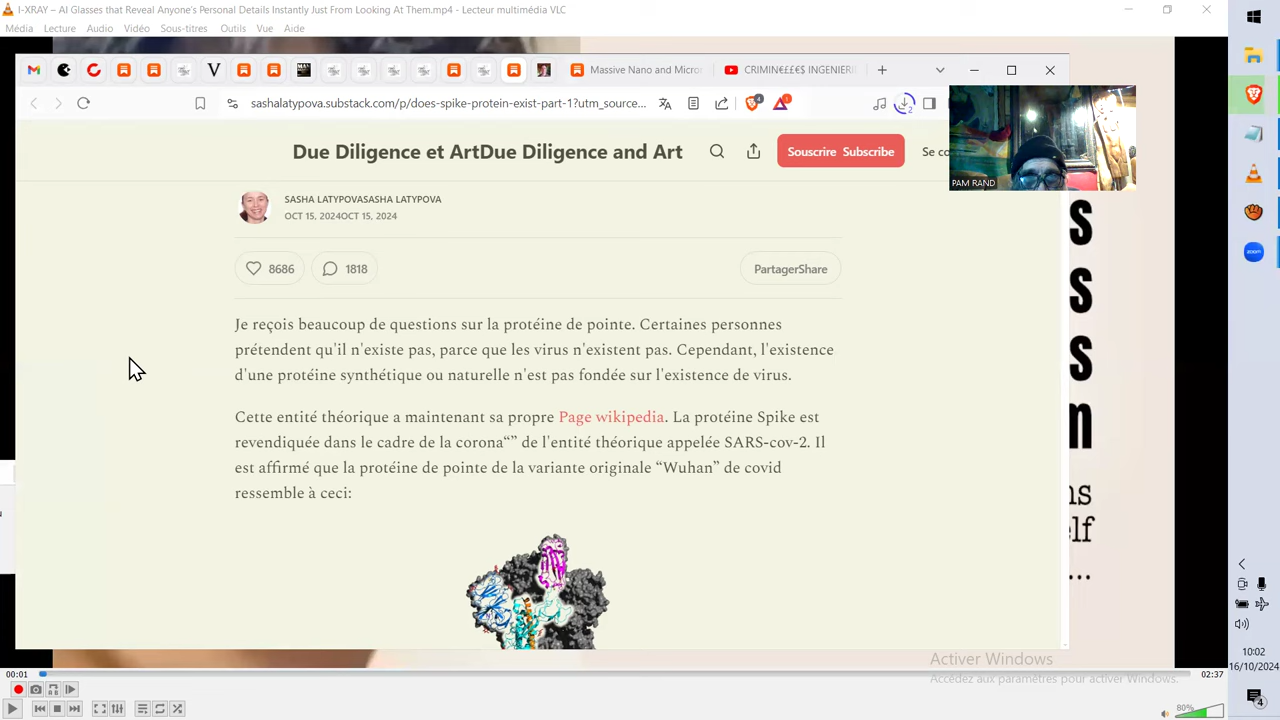 I-XRAY – AI Glasses that Reveal Anyone's Personal Details Instantly Just From Looking At Them.mp4 - Lecteur multimédia VLC
Média Lecture Audio Vidéo Sous-titres Outils Vue Aide
Massive Nano and Micro
CRIMIN€££€$ INGENIERI
sashalatypova.substack.com/p/does-spike-protein-exist-part-1?utm_source...
4
1
2
Due Diligence et ArtDue Diligence and Art
Souscrire Subscribe
Se co
PAM RAND
SASHA LATYPOVASASHA LATYPOVA
OCT 15, 2024OCT 15, 2024
8686
1818
PartagerShare
Je reçois beaucoup de questions sur la protéine de pointe. Certaines personnes
prétendent qu'il n'existe pas, parce que les virus n'existent pas. Cependant, l'existence
d'une protéine synthétique ou naturelle n'est pas fondée sur l'existence de virus.
Cette entité théorique a maintenant sa propre Page wikipedia. La protéine Spike est
revendiquée dans le cadre de la corona“” de l'entité théorique appelée SARS-cov-2. Il
est affirmé que la protéine de pointe de la variante originale “Wuhan” de covid
ressemble à ceci:
s
s
s
m
ns
elf
...
zoom
Activer Windows
Accédez aux paramètres pour activer Windows.
00:01
02:37
80%
10:02
16/10/2024
4